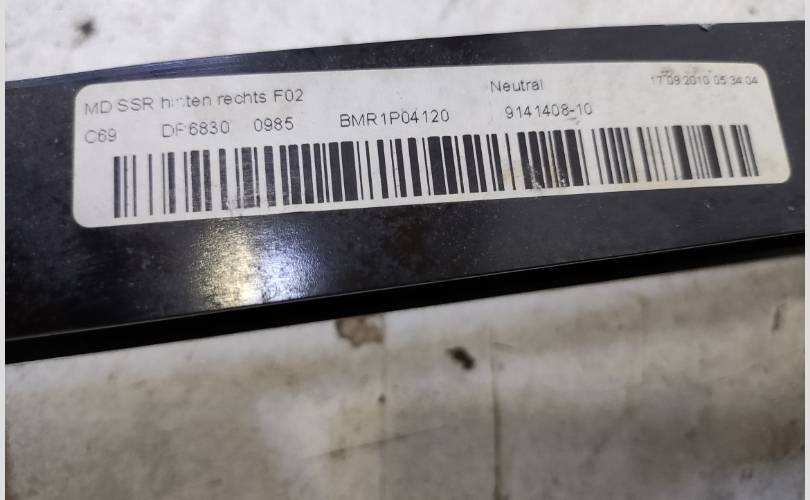 MD SSR hinten rechts F02 Neutral 17.09.2010 05:34:04
C69 DF6830 0985 BMR1P04120 9141408-10